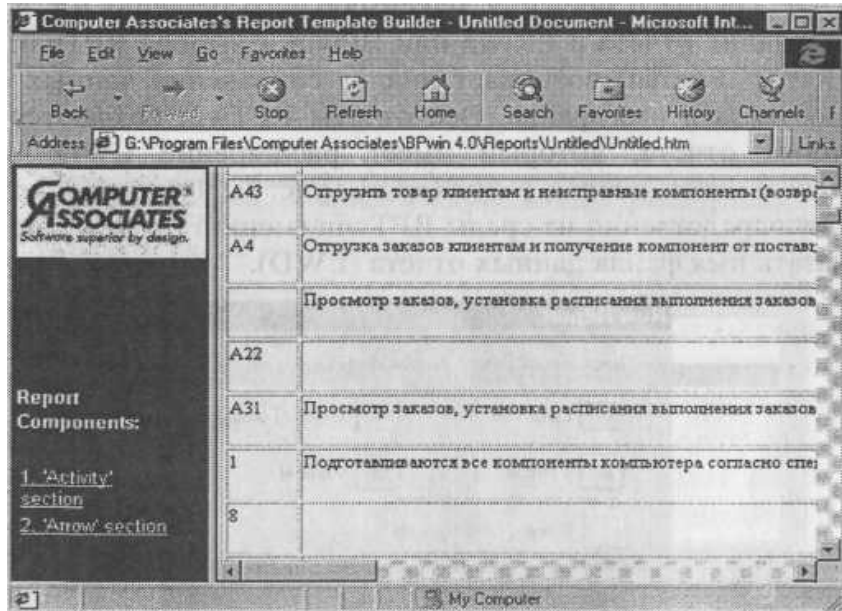 Computer Associates's Report Template Builder - Untitled Document - Microsoft Int...
File Edit View Go Favorites Help
Back Forward Stop Refresh Home Search Favorites History Channels F
Address G:\Program Files\Computer Associates\BPwin 4.0\Reports\Untitled\Untitled.htm Links
COMPUTER
ASSOCIATES
Software superior by design.
Report
Components:
1. 'Activity'
section
2. 'Arrow' section
A43 Отгрузить товар клиентам и неисправные компоненты (возвра
A4 Отгрузка заказов клиентам и получение компонент от постави
Просмотр заказов, установка расписания выполнения заказов
A22
A31 Просмотр заказов, установка расписания выполнения заказов
1 Подготавливаются все компоненты компьютера согласно спе
8
My Computer